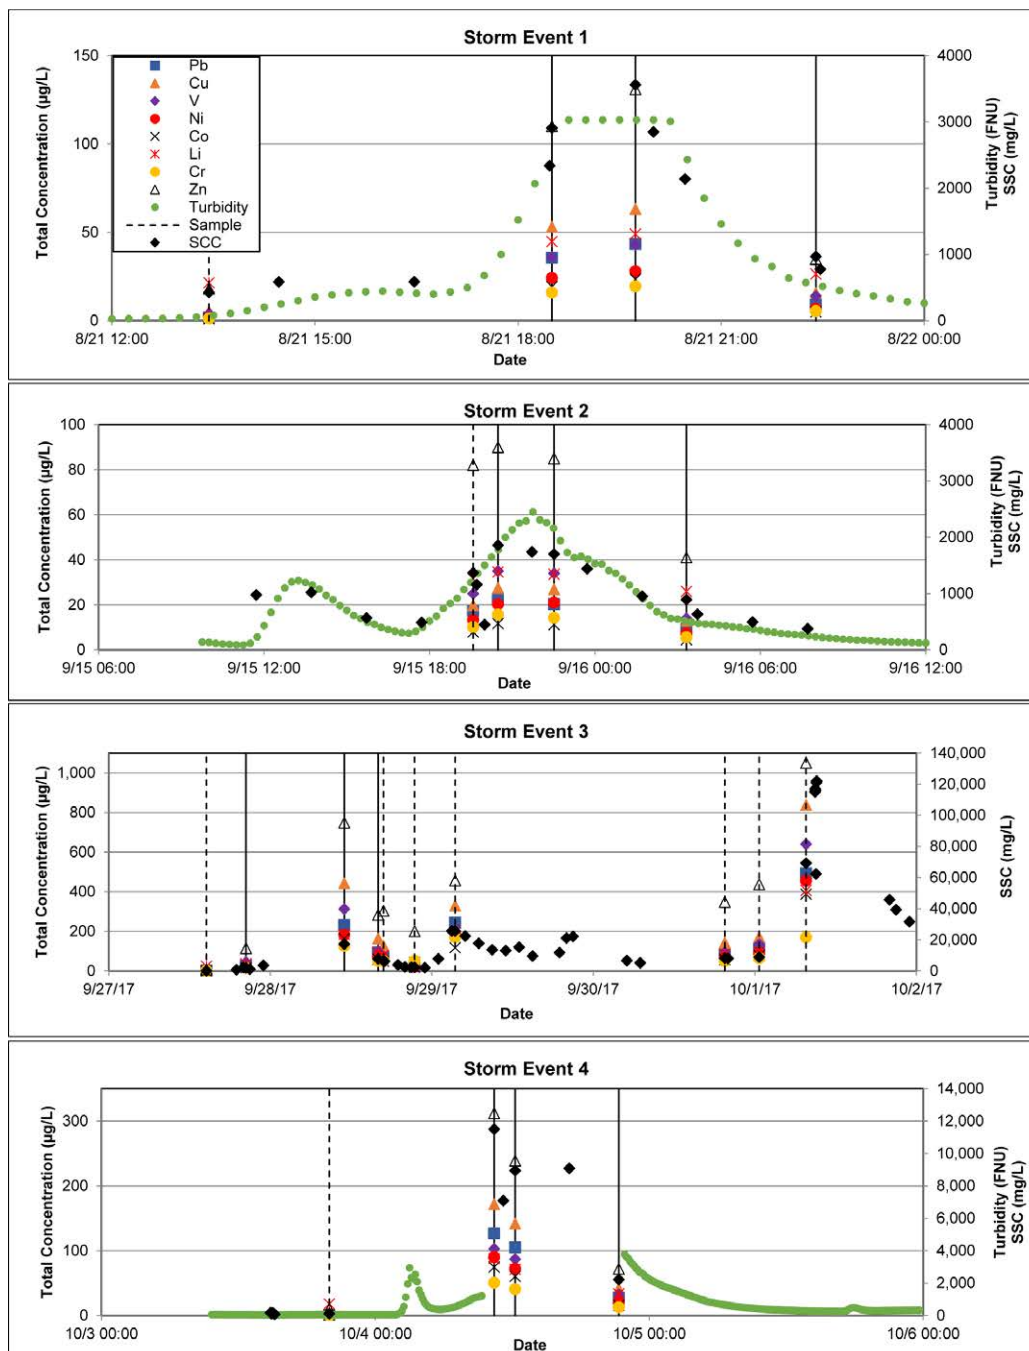 Storm Event 1
Total Concentration (µg/L)
150
100
50
0
Pb
Cu
V
Ni
Co
Li
Cr
Zn
Turbidity
Sample
SCC
4000
3000
2000
1000
0
Turbidity (FNU)
SSC (mg/L)
8/21 12:00 8/21 15:00 8/21 18:00 8/21 21:00 8/22 00:00
Date
Storm Event 2
Total Concentration (µg/L)
100
80
60
40
20
0
4000
3000
2000
1000
0
Turbidity (FNU)
SSC (mg/L)
9/15 06:00 9/15 12:00 9/15 18:00 9/16 00:00 9/16 06:00 9/16 12:00
Date
Storm Event 3
Total Concentration (µg/L)
1,000
800
600
400
200
0
140,000
120,000
100,000
80,000
60,000
40,000
20,000
0
SSC (mg/L)
9/27/17 9/28/17 9/29/17 9/30/17 10/1/17 10/2/17
Date
Storm Event 4
Total Concentration (µg/L)
300
200
100
0
14,000
12,000
10,000
8,000
6,000
4,000
2,000
0
Turbidity (FNU)
SSC (mg/L)
10/3 00:00 10/4 00:00 10/5 00:00 10/6 00:00
Date